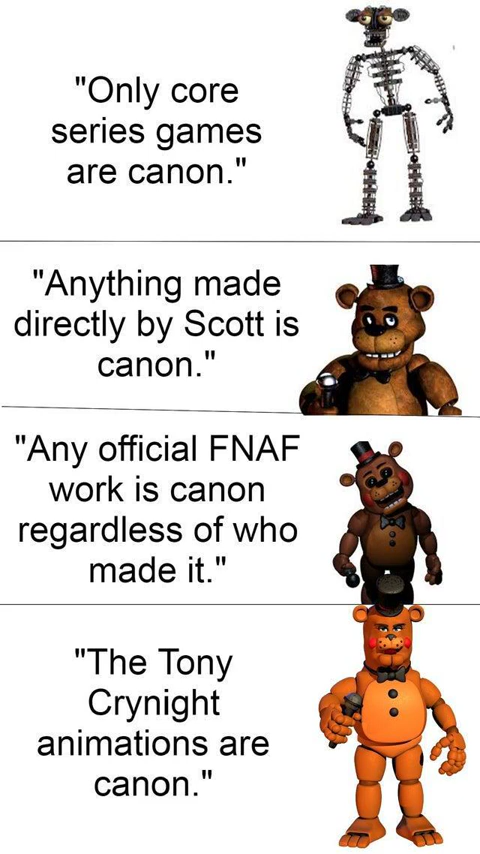 "Only core
series games
are canon."
"Anything made
directly by Scott is
canon."
"Any official FNAF
work is canon
regardless of who
made it."
"The Tony
Crynight
animations are
canon."